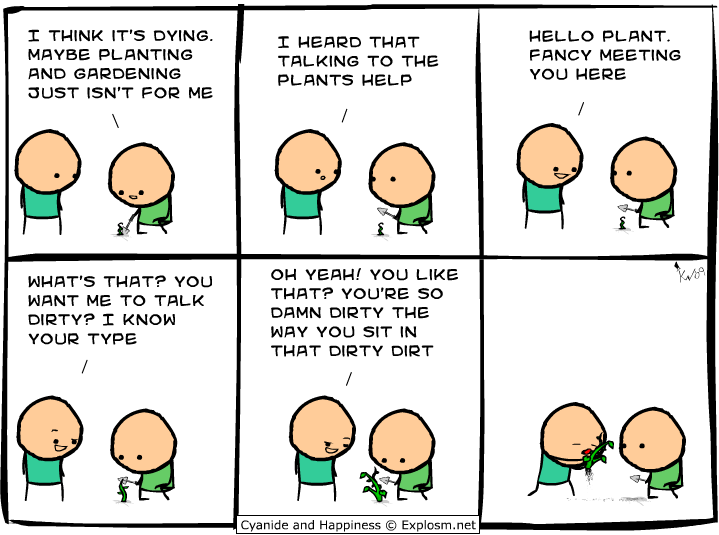 I THINK IT'S DYING.
MAYBE PLANTING
AND GARDENING
JUST ISN'T FOR ME
I HEARD THAT
TALKING TO THE
PLANTS HELP
HELLO PLANT.
FANCY MEETING
YOU HERE
WHAT'S THAT? YOU
WANT ME TO TALK
DIRTY? I KNOW
YOUR TYPE
OH YEAH! YOU LIKE
THAT? YOU'RE SO
DAMN DIRTY THE
WAY YOU SIT IN
THAT DIRTY DIRT
Cyanide and Happiness © Explosm.net